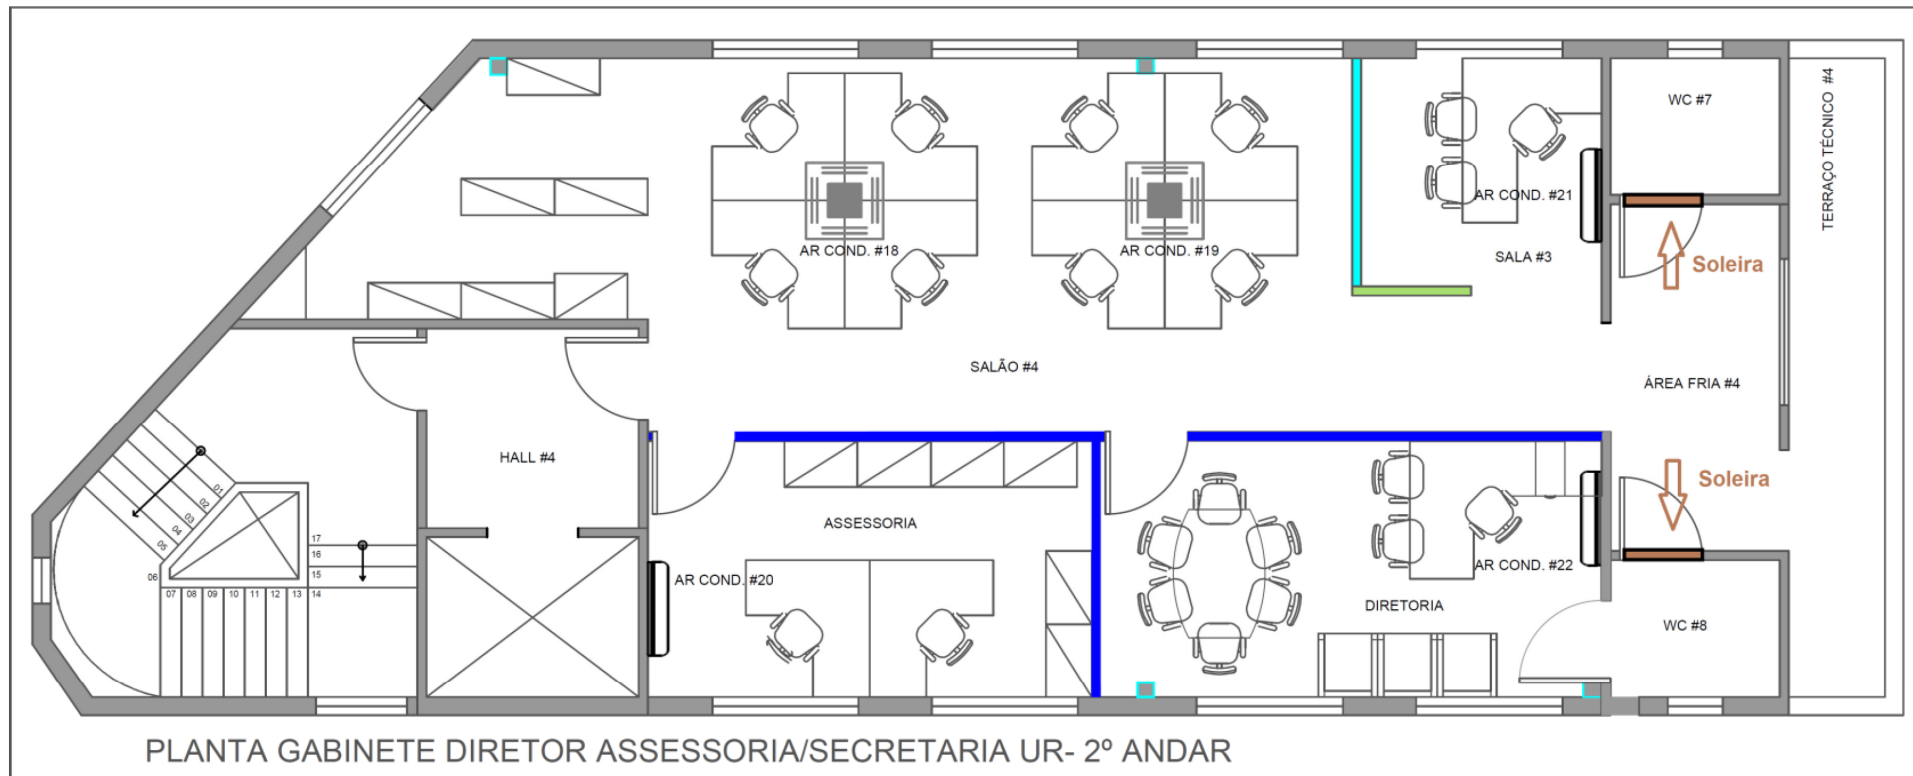 WC #7
TERRAÇO TÉCNICO #4
AR COND. #21
AR COND. #18
AR COND. #19
SALA #3
Soleira
SALÃO #4
ÁREA FRIA #4
HALL #4
Soleira
ASSESSORIA
AR COND. #20
AR COND. #22
DIRETORIA
WC #8
01
02
03
04
05
06
07
08
09
10
11
12
13
14
15
16
17
PLANTA GABINETE DIRETOR ASSESSORIA/SECRETARIA UR- 2º ANDAR